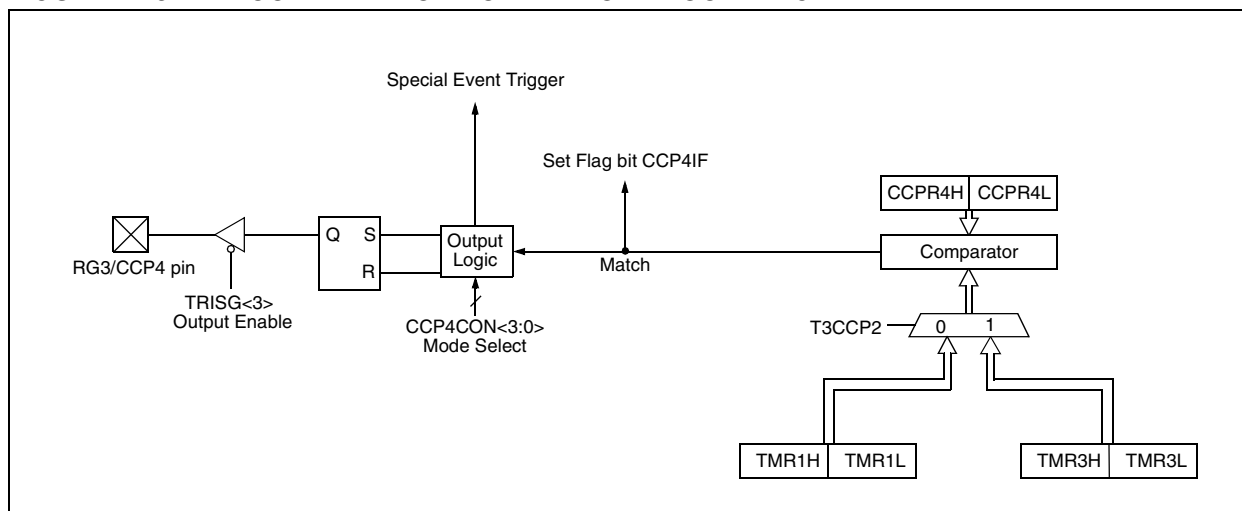 Special Event Trigger
Set Flag bit CCP4IF
CCPR4H CCPR4L
Q S
R
Output
Logic
Comparator
Match
RG3/CCP4 pin
TRISG<3>
Output Enable
CCP4CON<3:0>
Mode Select
T3CCP2
0 1
TMR1H TMR1L
TMR3H TMR3L